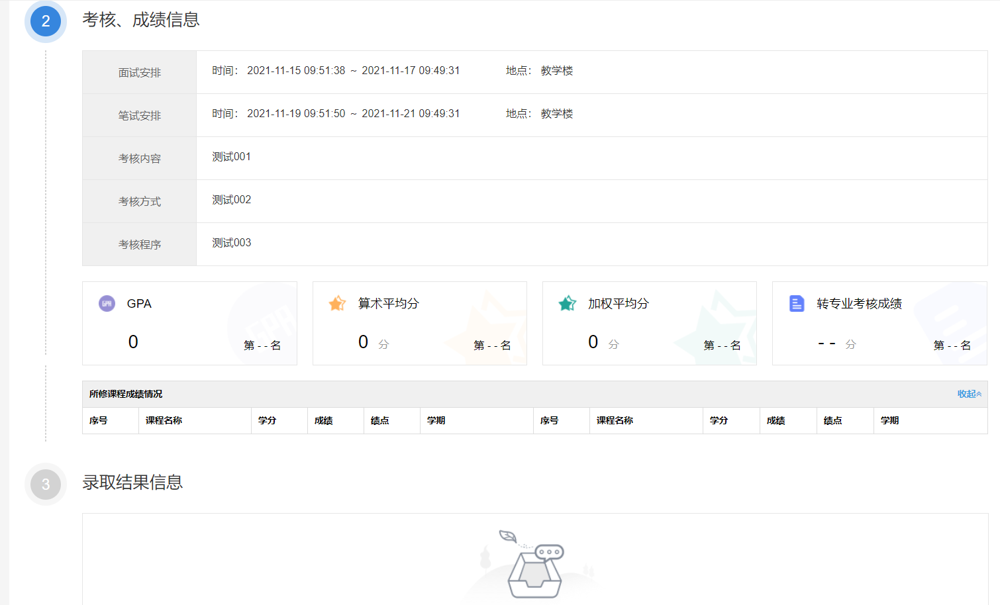 2 考核、成绩信息
面试安排 时间： 2021-11-15 09:51:38 ~ 2021-11-17 09:49:31 地点： 教学楼
笔试安排 时间： 2021-11-19 09:51:50 ~ 2021-11-21 09:49:31 地点： 教学楼
考核内容 测试001
考核方式 测试002
考核程序 测试003
GPA GPA 算术平均分 加权平均分 转专业考核成绩
GPA
0 第 - - 名 0 分 第 - - 名 0 分 第 - - 名 - - 分 第 - - 名
所修课程成绩情况 收起
序号 课程名称 学分 成绩 绩点 学期 序号 课程名称 学分 成绩 绩点 学期
3 录取结果信息